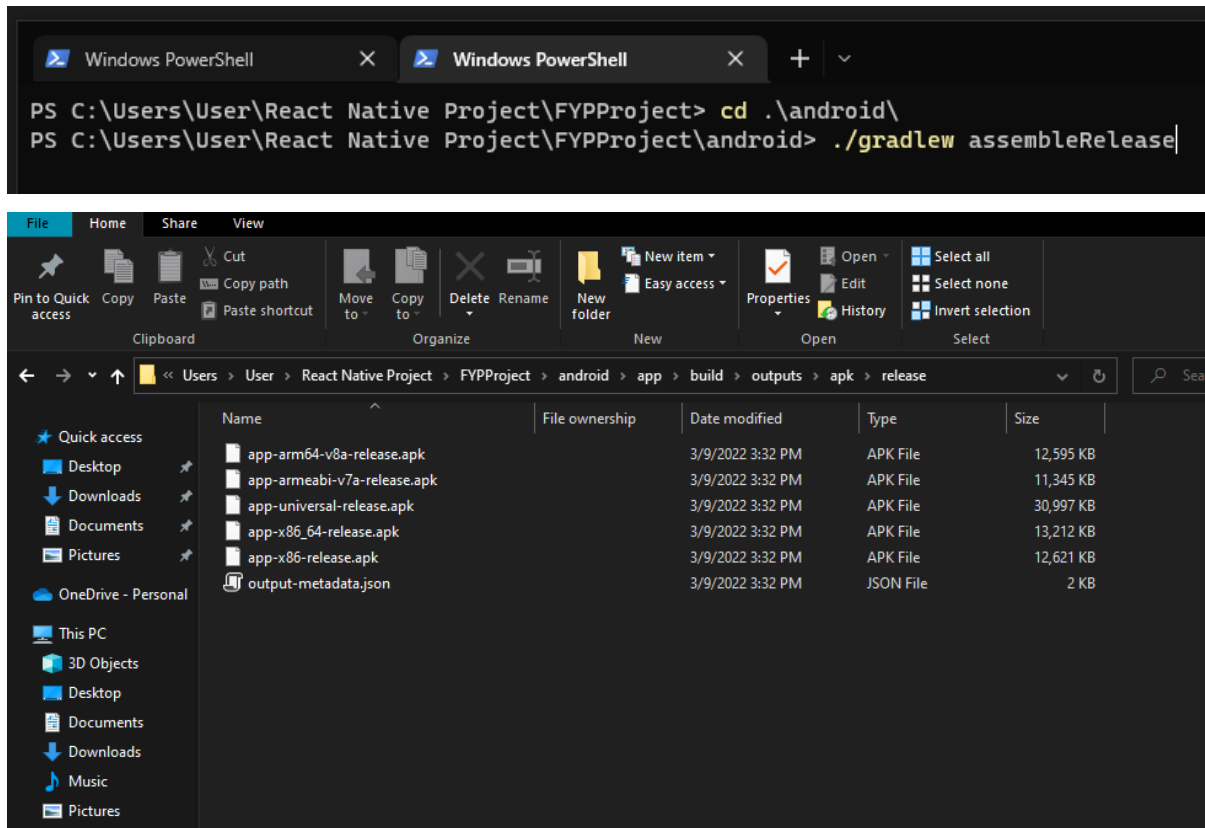 Windows PowerShell Windows PowerShell
PS C:\Users\User\React Native Project\FYPProject> cd .\android\
PS C:\Users\User\React Native Project\FYPProject\android> ./gradlew assembleRelease
File Home Share View
Pin to Quick access
Copy
Paste
Cut
Copy path
Paste shortcut
Move to
Copy to
Delete
Rename
New folder
New item
Easy access
Properties
Open
Edit
History
Select all
Select none
Invert selection
Clipboard Organize New Open Select
« Users > User > React Native Project > FYPProject > android > app > build > outputs > apk > release
Sea
Name File ownership Date modified Type Size
app-arm64-v8a-release.apk 3/9/2022 3:32 PM APK File 12,595 KB
app-armeabi-v7a-release.apk 3/9/2022 3:32 PM APK File 11,345 KB
app-universal-release.apk 3/9/2022 3:32 PM APK File 30,997 KB
app-x86_64-release.apk 3/9/2022 3:32 PM APK File 13,212 KB
app-x86-release.apk 3/9/2022 3:32 PM APK File 12,621 KB
output-metadata.json 3/9/2022 3:32 PM JSON File 2 KB
Quick access
Desktop
Downloads
Documents
Pictures
OneDrive - Personal
This PC
3D Objects
Desktop
Documents
Downloads
Music
Pictures